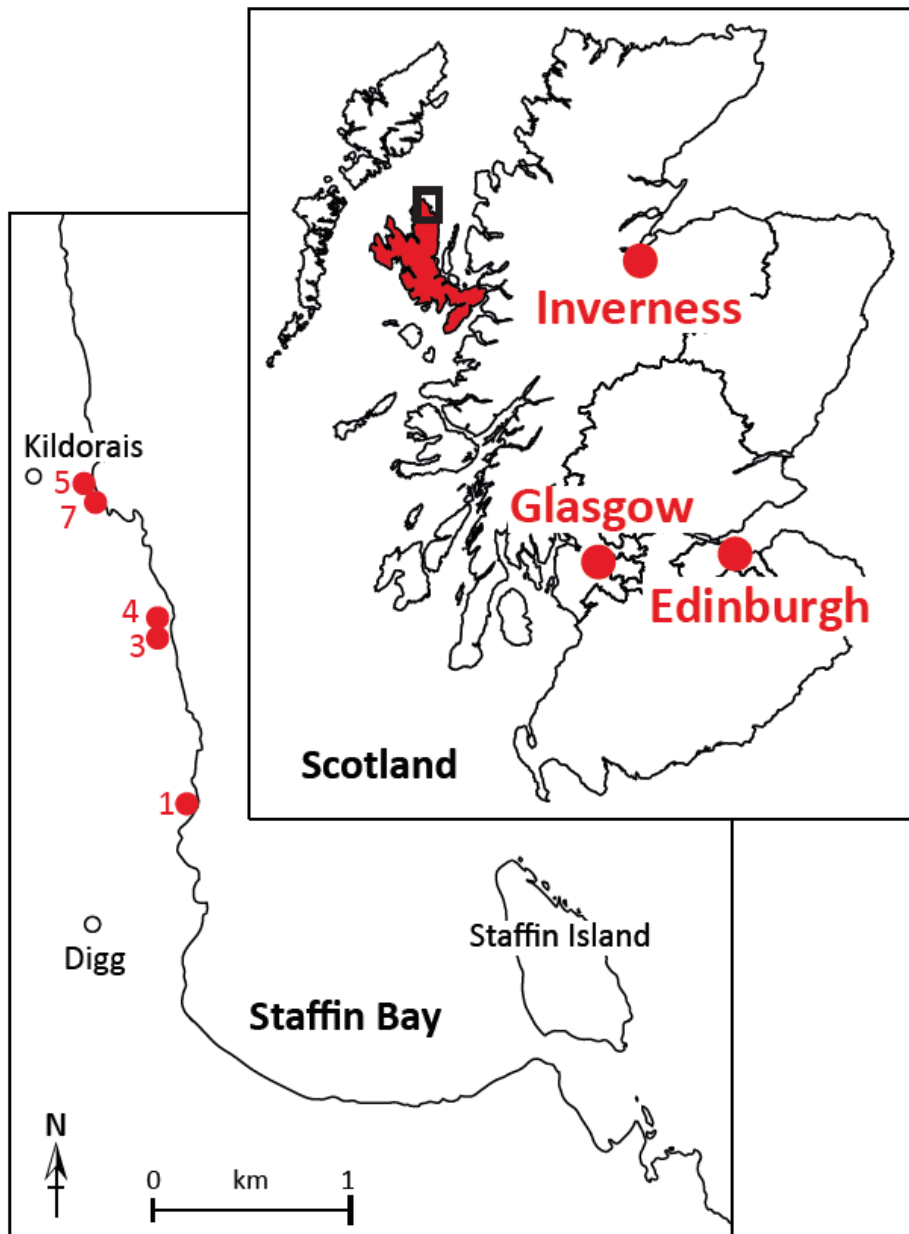 Inverness
Glasgow
Edinburgh
Scotland
Kildorais
5
7
4
3
1
Digg
Staffin Island
Staffin Bay
N
0 km 1